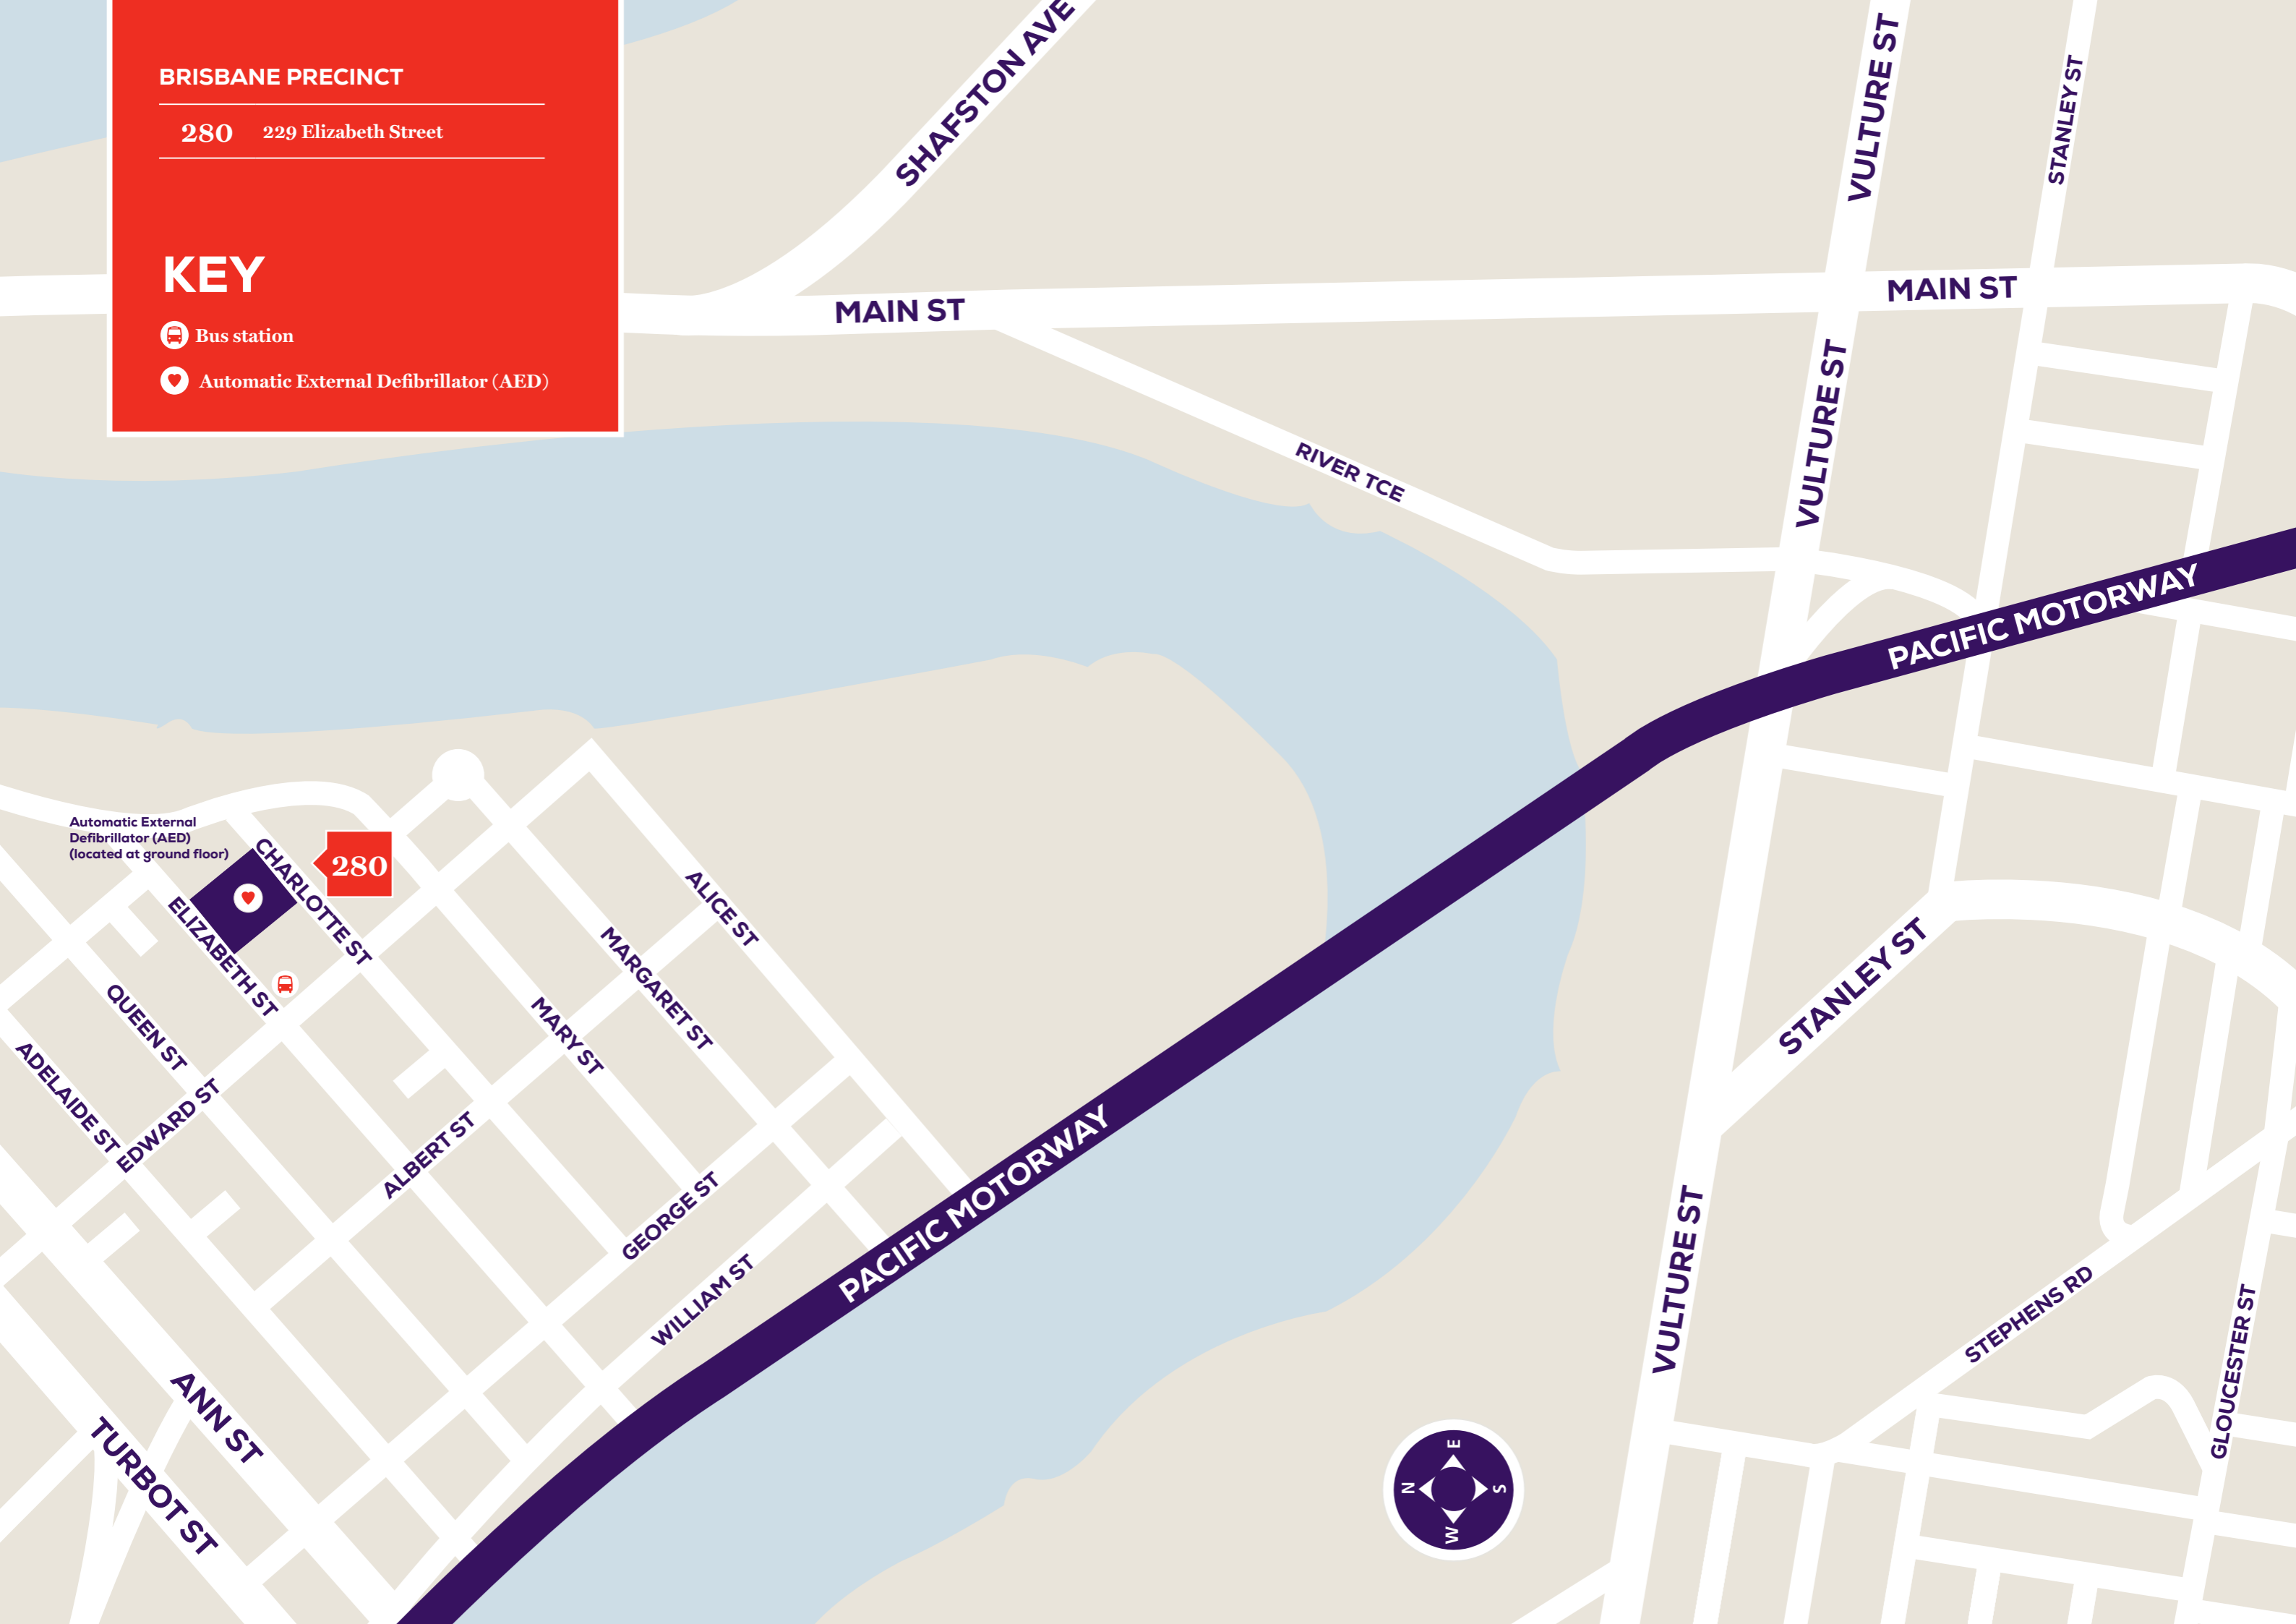 BRISBANE PRECINCT
280 229 Elizabeth Street
KEY
Bus station
Automatic External Defibrillator (AED)
SHAFSTON AVE
VULTURE ST
STANLEY ST
MAIN ST
MAIN ST
VULTURE ST
RIVER TCE
PACIFIC MOTORWAY
Automatic External
Defibrillator (AED)
(located at ground floor)
280
CHARLOTTE ST
ELIZABETH ST
QUEEN ST
ADELAIDE ST
EDWARD ST
ALICE ST
MARGARET ST
MARY ST
ALBERT ST
GEORGE ST
WILLIAM ST
PACIFIC MOTORWAY
STANLEY ST
VULTURE ST
STEPHENS RD
GLOUCESTER ST
ANN ST
TURBOT ST
E
N
S
W